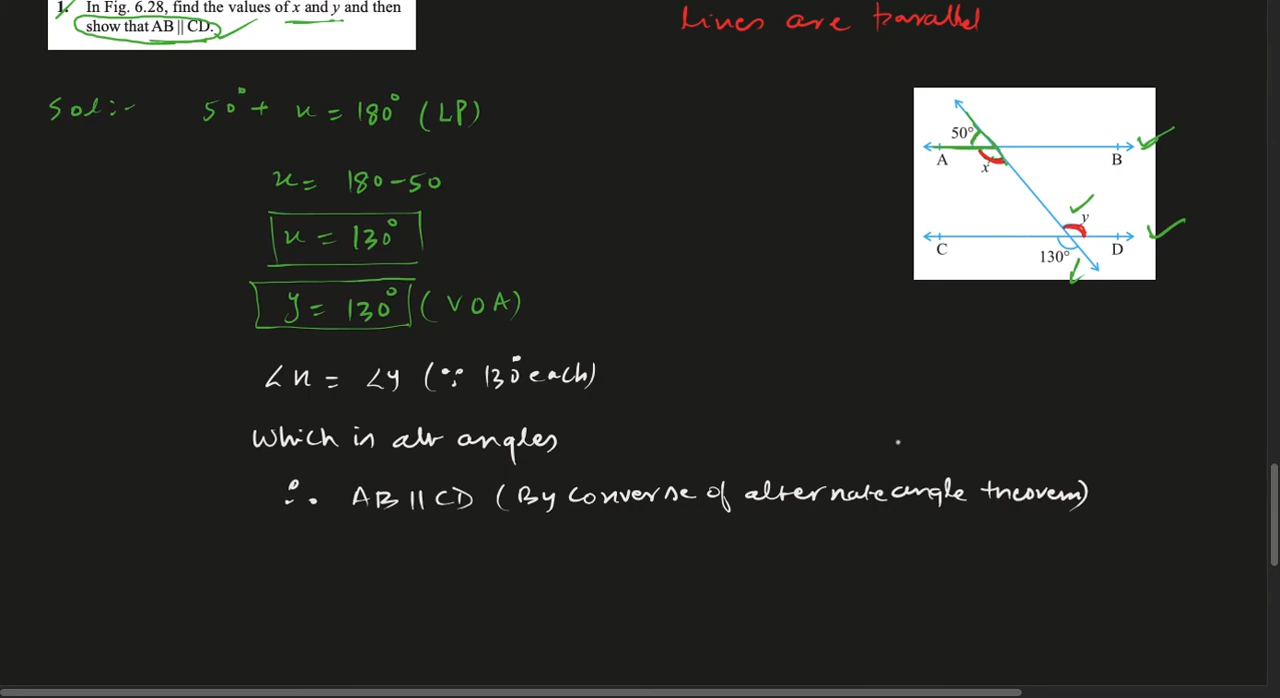 1. In Fig. 6.28, find the values of x and y and then
show that AB || CD.
Lines are parallel
Sol:- 50° + x = 180° (LP)
x = 180-50
x = 130°
y = 130° (VOA)
∠x = ∠y (∵ 130° each)
Which is alt angles
∴ AB || CD (By converse of alternate angle theorem)
50°
A
B
x
y
C
130°
D